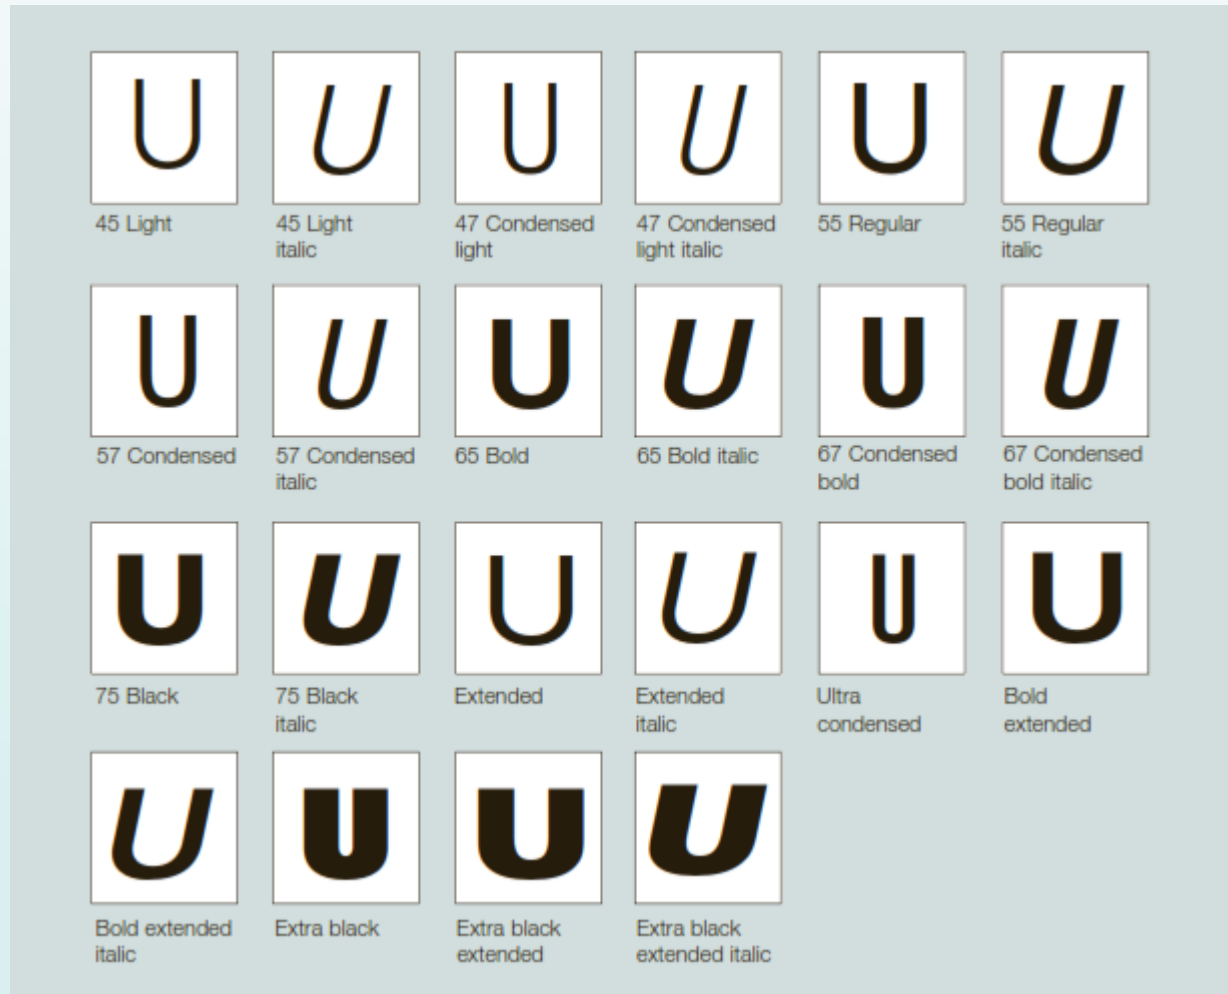 U U U U U U
45 Light 45 Light italic 47 Condensed light 47 Condensed light italic 55 Regular 55 Regular italic
U U U U U U
57 Condensed 57 Condensed italic 65 Bold 65 Bold italic 67 Condensed bold 67 Condensed bold italic
U U U U U U
75 Black 75 Black italic Extended Extended italic Ultra condensed Bold extended
U U U U
Bold extended italic Extra black Extra black extended Extra black extended italic